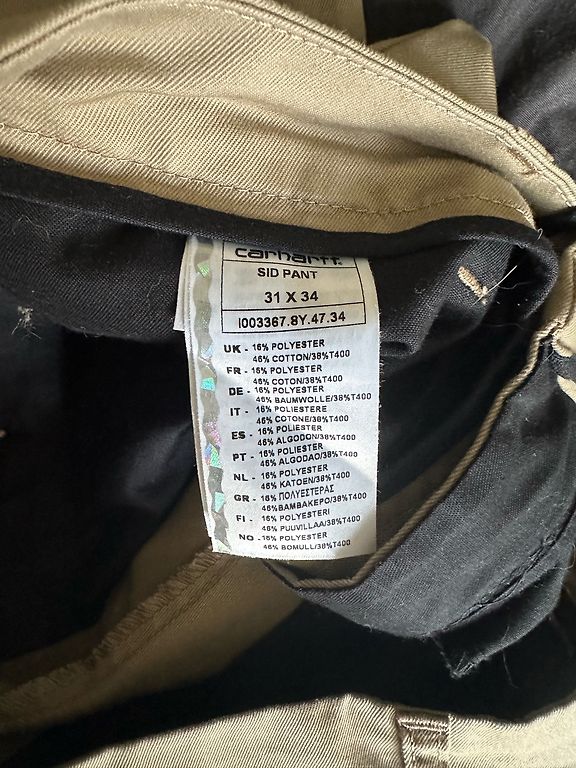 carhartt
SID PANT
31 X 34
I003367.8Y.47.34
UK - 16% POLYESTER
46% COTTON/38%T400
FR - 16% POLYESTER
46% COTON/38%T400
DE - 16% POLYESTER
46% BAUMWOLLE/38%T400
IT - 16% POLIESTERE
46% COTONE/38%T400
ES - 16% POLIESTER
46% ALGODON/38%T400
PT - 16% POLIESTER
46% ALGODAO/38%T400
NL - 16% POLYESTER
46% KATOEN/38%T400
GR - 16% ΠΟΛΥΕΣΤΕΡΑΣ
46%ΒΑΜΒΑΚΕΡΟ/38%T400
FI - 16% POLYESTERI
46% PUUVILLAA/38%T400
NO - 16% POLYESTER
46% BOMULL/38%T400